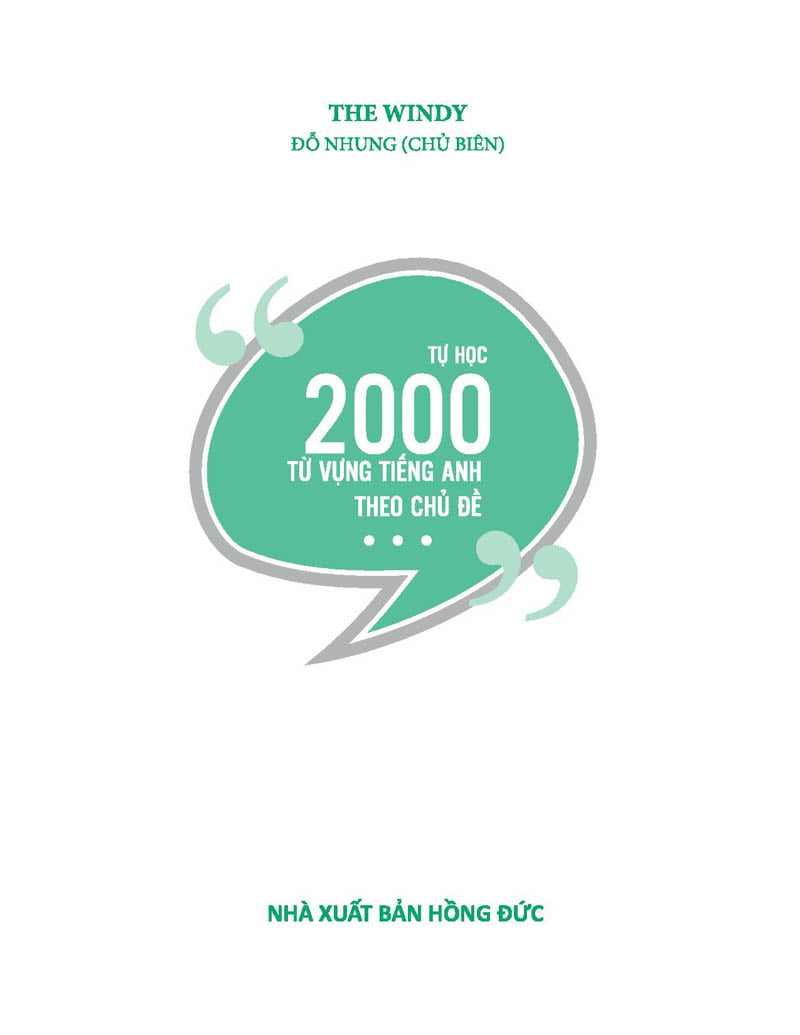 THE WINDY
ĐỖ NHUNG (CHỦ BIÊN)
TỰ HỌC
2000
TỪ VỰNG TIẾNG ANH
THEO CHỦ ĐỀ
NHÀ XUẤT BẢN HỒNG ĐỨC